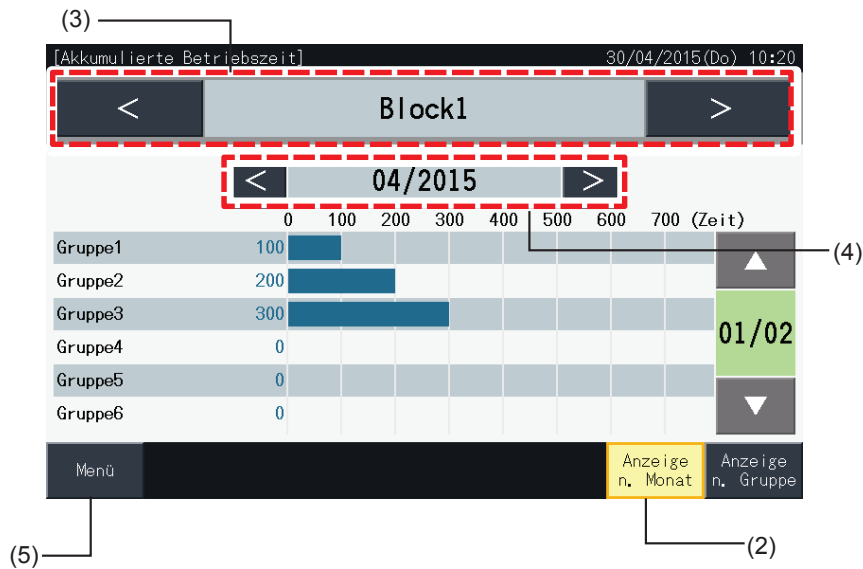 (3)
[Akkumulierte Betriebszeit] 30/04/2015(Do) 10:20
< Block1 >
< 04/2015 >
0 100 200 300 400 500 600 700 (Zeit)
(4)
Gruppe1 100
Gruppe2 200
Gruppe3 300
01/02
Gruppe4 0
Gruppe5 0
Gruppe6 0
Menü
Anzeige
n. Monat
Anzeige
n. Gruppe
(5)
(2)